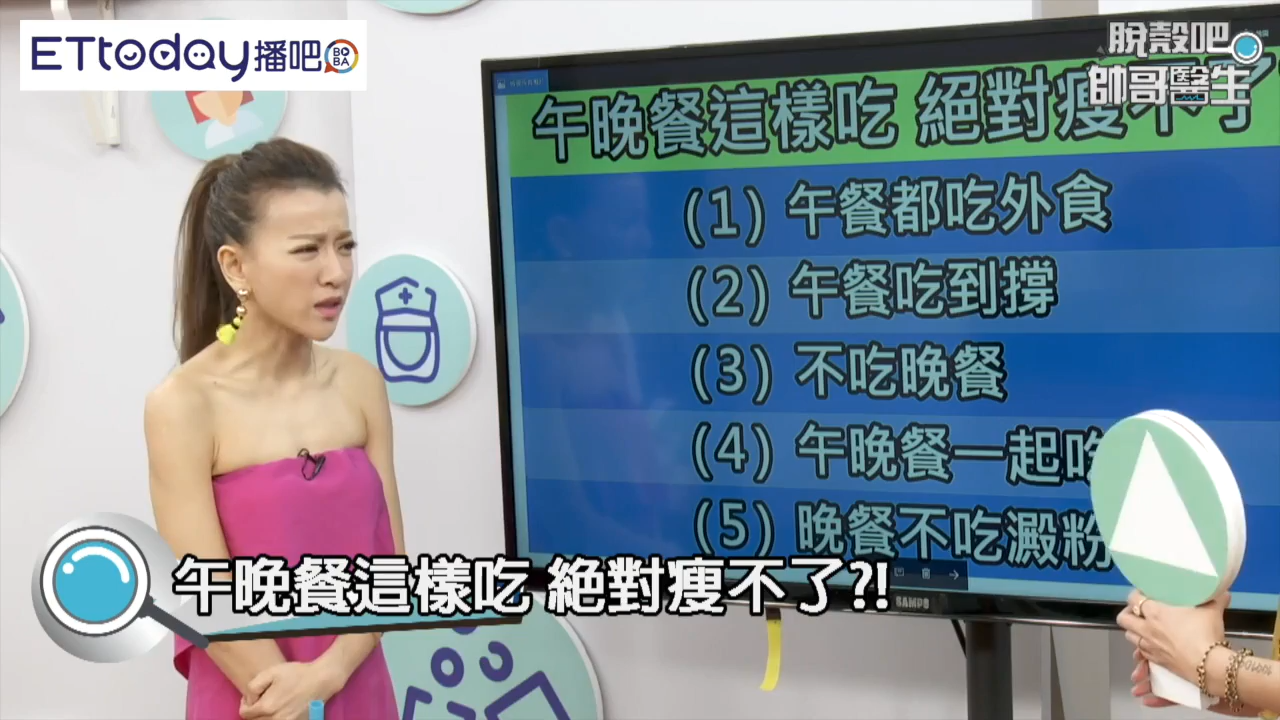 ETtoday播吧
BOBA
脫殼吧
帥哥醫生
午晚餐這樣吃 絕對瘦不了
(1) 午餐都吃外食
(2) 午餐吃到撐
(3) 不吃晚餐
(4) 午晚餐一起吃
(5) 晚餐不吃澱粉
SAMPO
午晚餐這樣吃 絕對瘦不了?!